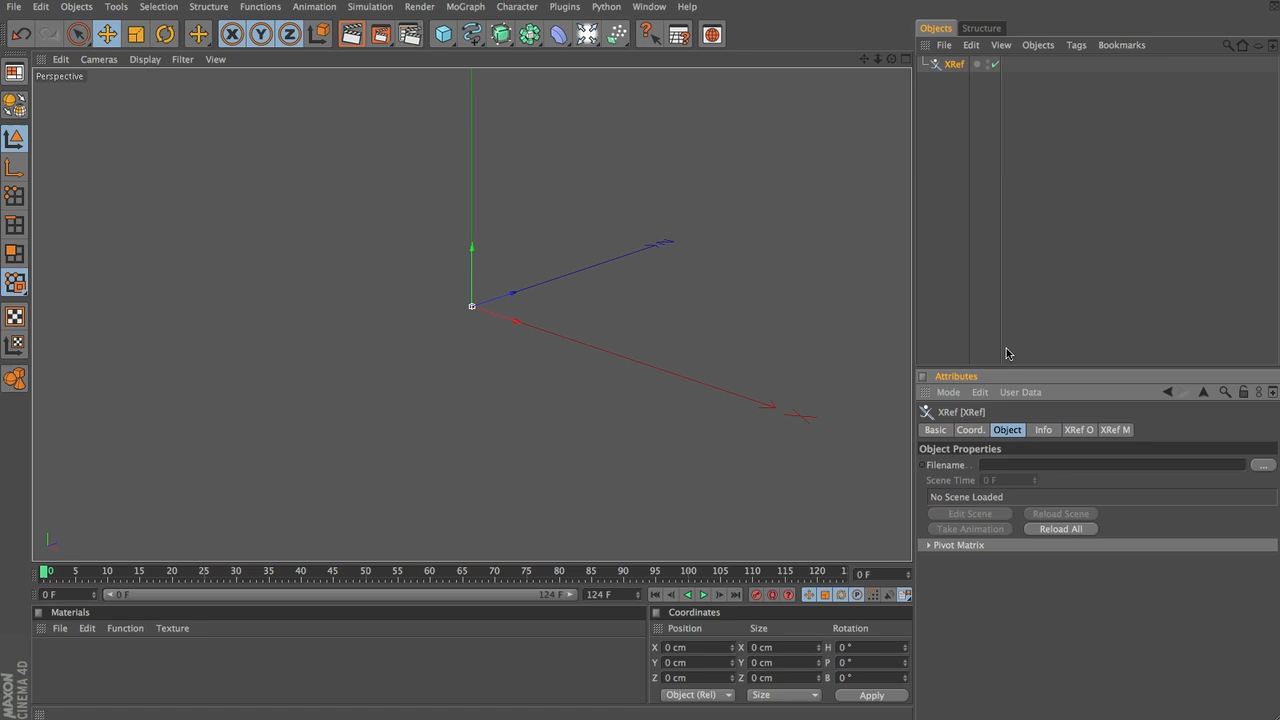 File Edit Objects Tools Selection Structure Functions Animation Simulation Render MoGraph Character Plugins Python Window Help
X Y Z
Objects Structure
File Edit View Objects Tags Bookmarks
XRef
Edit Cameras Display Filter View
Perspective
Attributes
Mode Edit User Data
XRef [XRef]
Basic Coord. Object Info XRef O XRef M
Object Properties
Filename . . ...
Scene Time 0 F
No Scene Loaded
Edit Scene Reload Scene
Take Animation Reload All
Pivot Matrix
0 5 10 15 20 25 30 35 40 45 50 55 60 65 70 75 80 85 90 95 100 105 110 115 120 0 F
0 F 0 F 124 F 124 F P
Materials
File Edit Function Texture
Coordinates
Position Size Rotation
X 0 cm X 0 cm H 0 °
Y 0 cm Y 0 cm P 0 °
Z 0 cm Z 0 cm B 0 °
Object (Rel) Size Apply
MAXON
CINEMA 4D